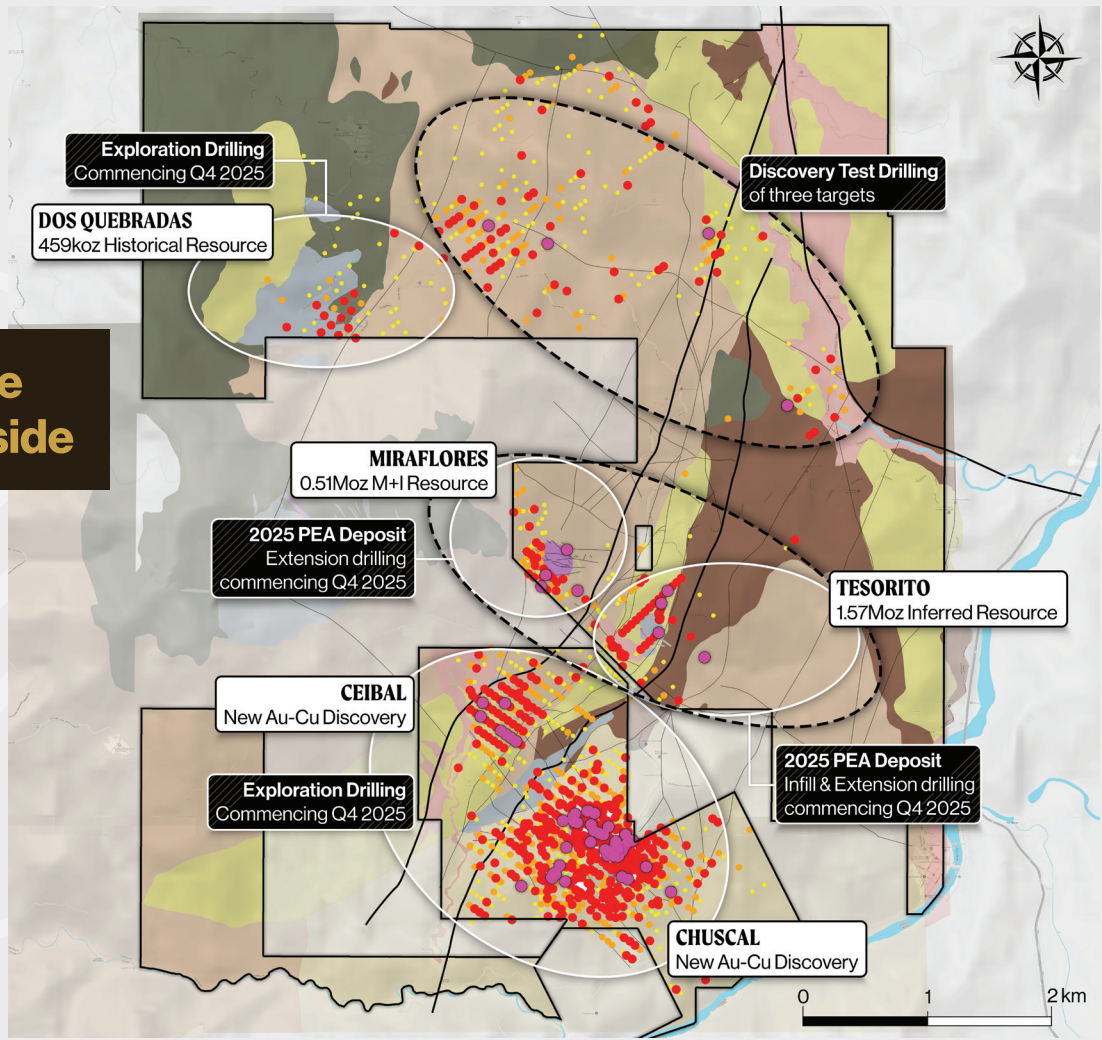 Exploration Drilling
Commencing Q4 2025
DOS QUEBRADAS
459koz Historical Resource
Discovery Test Drilling
of three targets
e
side
MIRAFLORES
0.51Moz M+I Resource
2025 PEA Deposit
Extension drilling
commencing Q4 2025
TESORITO
1.57Moz Inferred Resource
CEIBAL
New Au-Cu Discovery
Exploration Drilling
Commencing Q4 2025
2025 PEA Deposit
Infill & Extension drilling
commencing Q4 2025
CHUSCAL
New Au-Cu Discovery
0 1 2 km